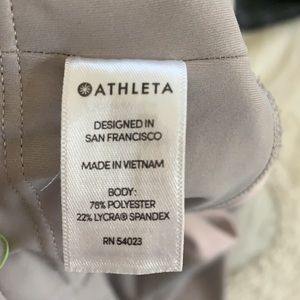 ATHLETA
DESIGNED IN
SAN FRANCISCO
MADE IN VIETNAM
BODY:
78% POLYESTER
22% LYCRA® SPANDEX
RN 54023